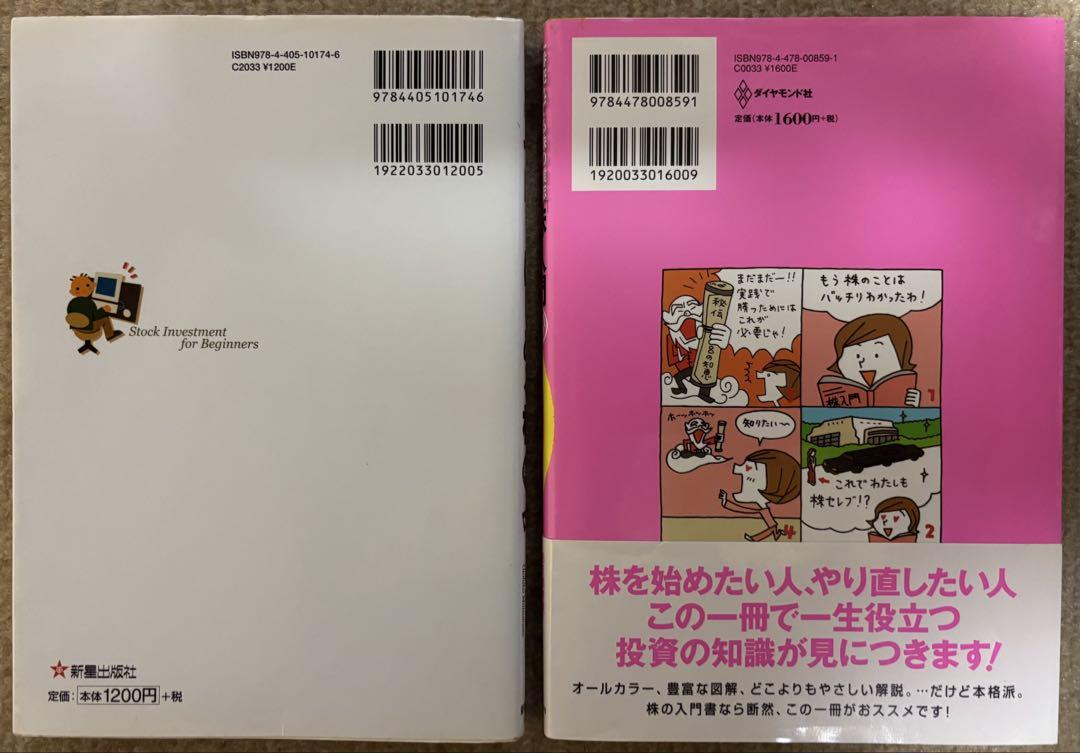 ISBN978-4-405-10174-6
C2033 ¥1200E
9784405101746
1922033012005
Stock Investment
for Beginners
新星出版社
定価：本体1200円+税
9784478008591
1920033016009
ISBN978-4-478-00859-1
C0033 ¥1600E
ダイヤモンド社
定価(本体1600円+税)
もう株のことは
バッチリわかったわ！
株入門
1
これでわたしも
株セレブ!?
2
まだまだー!!
実践で
勝つためには
これが
必要じゃ！
秘伝
8の知恵
ホーッホッホッ
知りたい〜
4
株を始めたい人、やり直したい人
この一冊で一生役立つ
投資の知識が見につきます！
オールカラー、豊富な図解、どこよりもやさしい解説。…だけど本格派。
株の入門書なら断然、この一冊がおススメです！